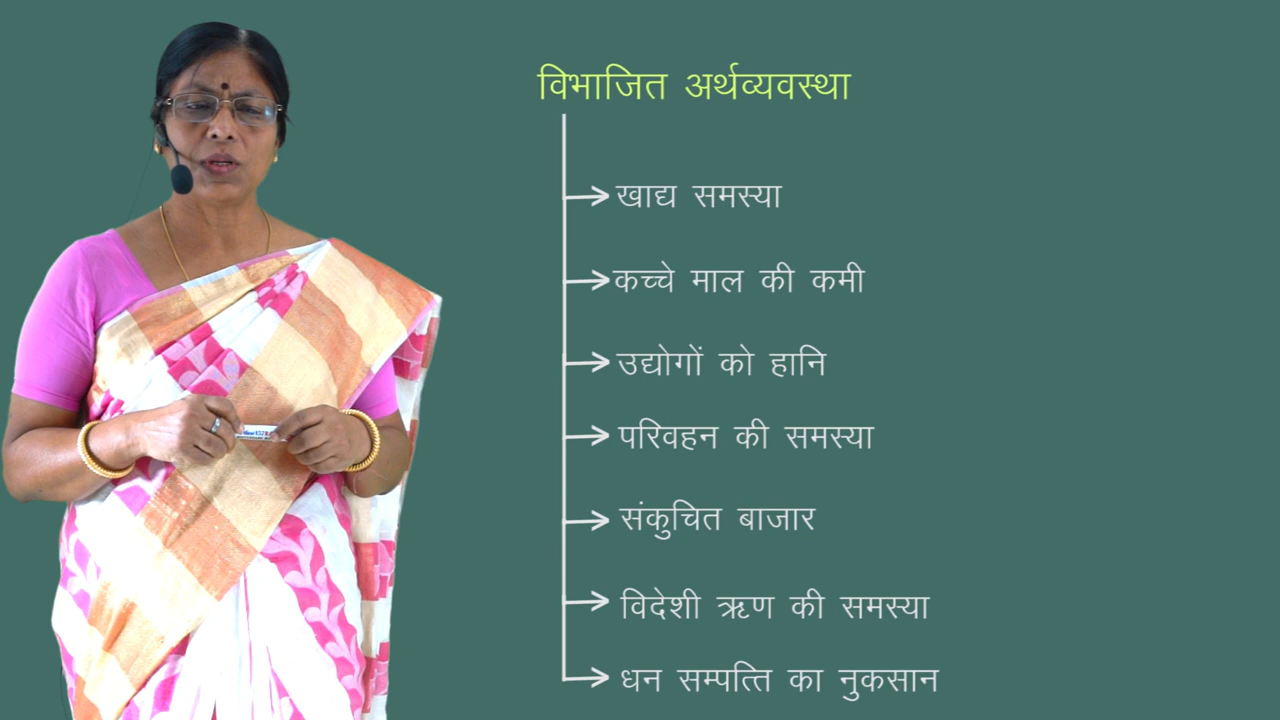 विभाजित अर्थव्यवस्था
खाद्य समस्या
कच्चे माल की कमी
उद्योगों को हानि
परिवहन की समस्या
संकुचित बाजार
विदेशी ऋण की समस्या
धन सम्पत्ति का नुकसान